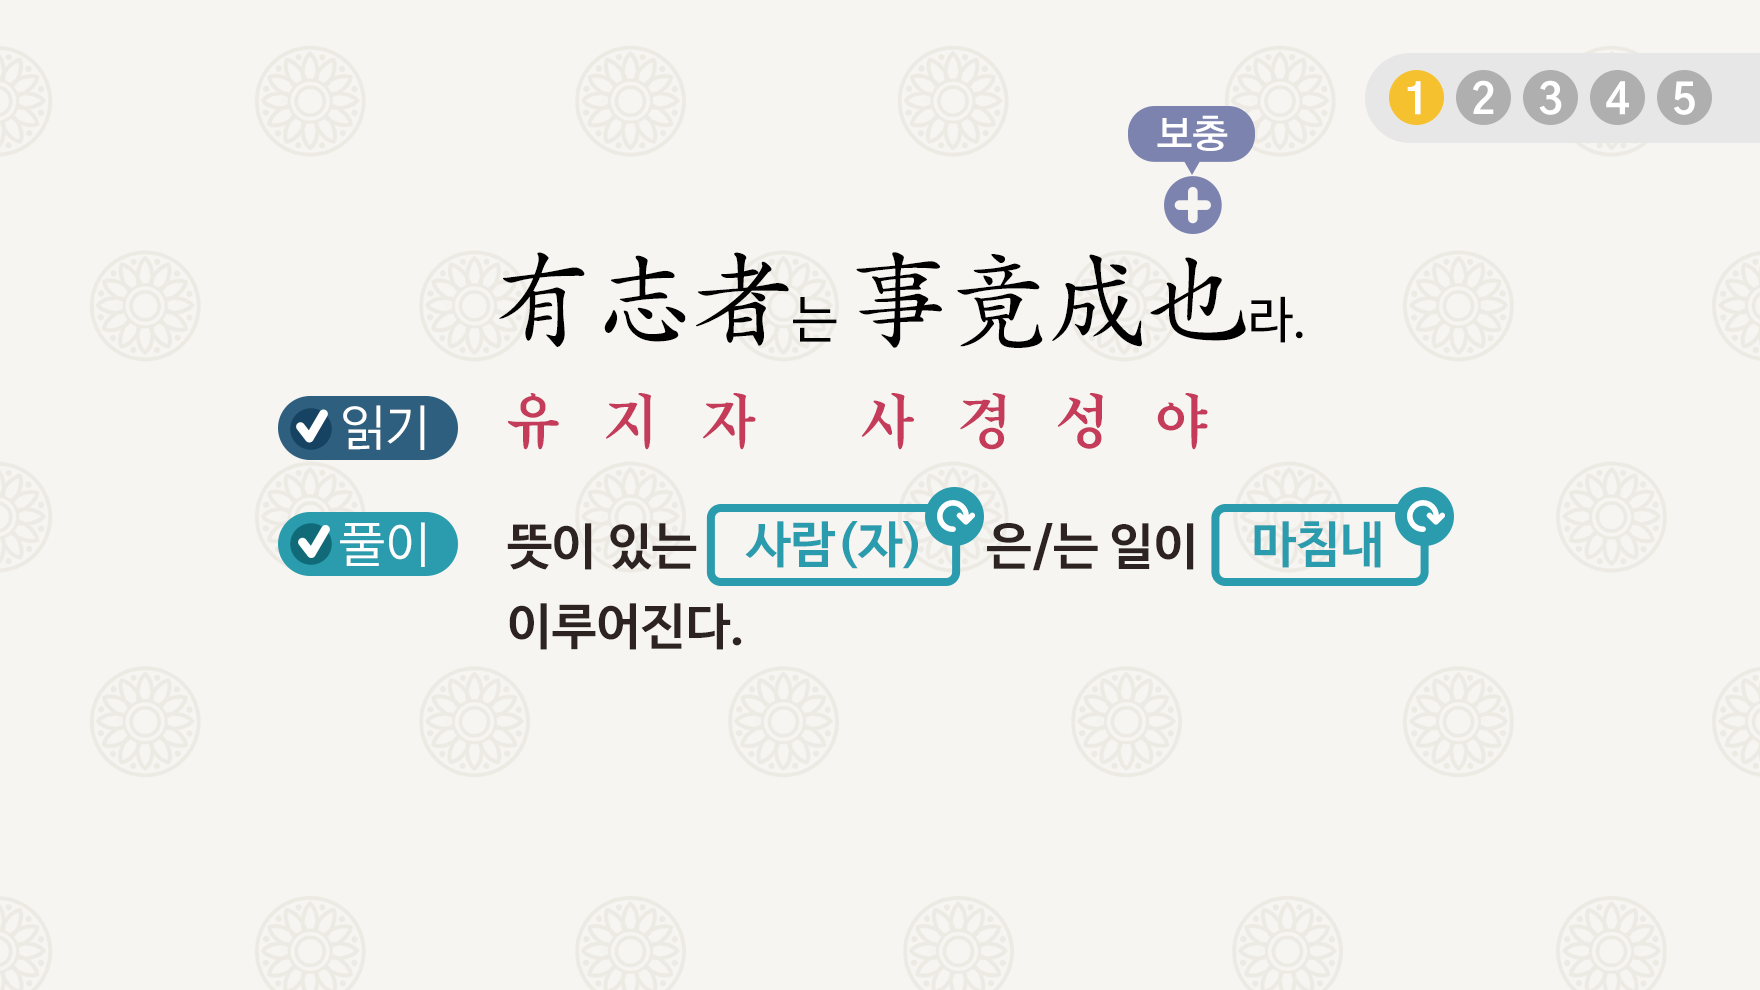 1 2 3 4 5
보충
有志者는 事竟成也라.
읽기 유 지 자 사 경 성 야
풀이 뜻이 있는 사람(자) 은/는 일이 마침내
이루어진다.